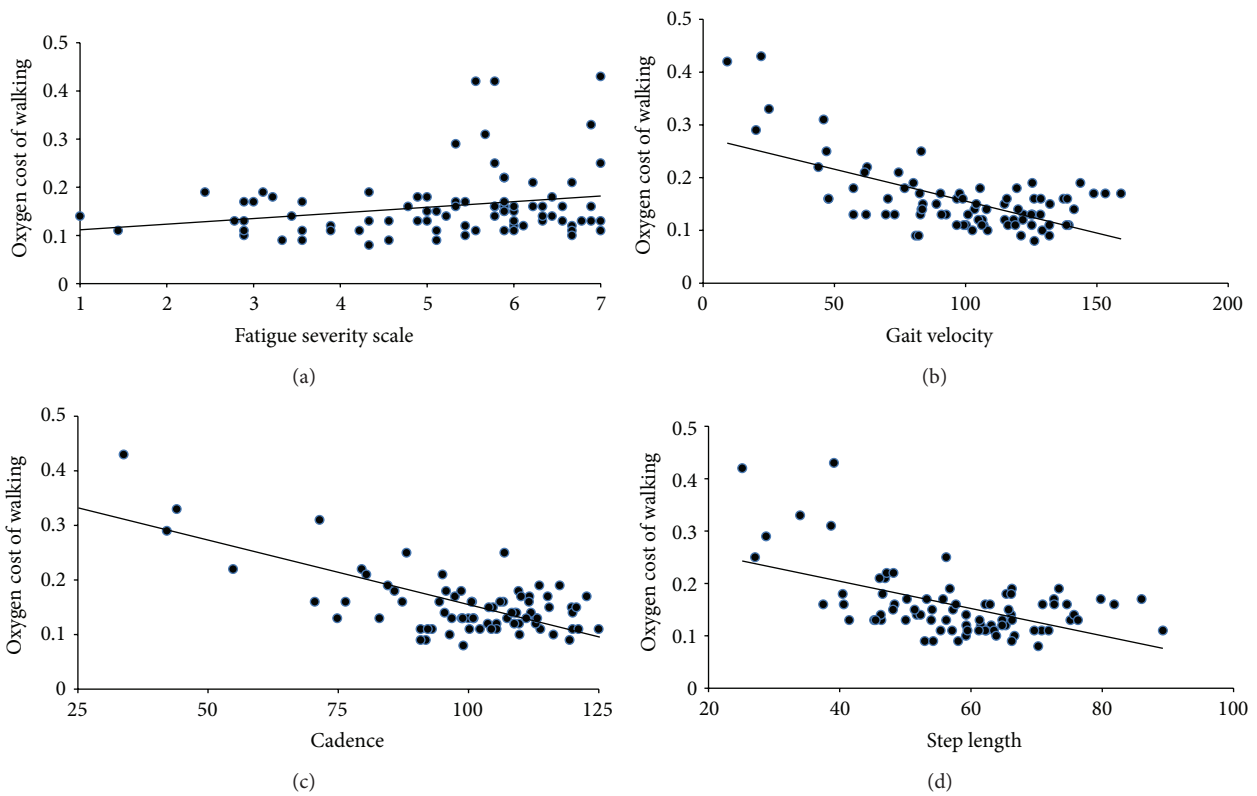 0.5
0.4
0.3
0.2
0.1
0
Oxygen cost of walking
1 2 3 4 5 6 7
Fatigue severity scale
(a)
0.5
0.4
0.3
0.2
0.1
0
Oxygen cost of walking
0 50 100 150 200
Gait velocity
(b)
0.5
0.4
0.3
0.2
0.1
0
Oxygen cost of walking
25 50 75 100 125
Cadence
(c)
0.5
0.4
0.3
0.2
0.1
0
Oxygen cost of walking
20 40 60 80 100
Step length
(d)